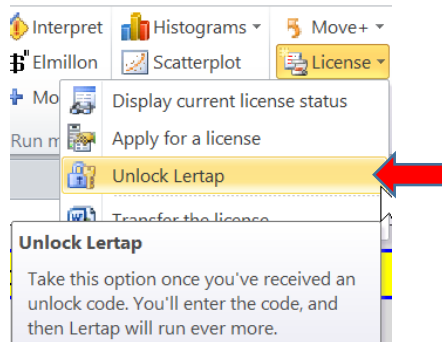 Interpret Histograms Move+
Elmillon Scatterplot License
Mo Display current license status
Run m Apply for a license
Unlock Lertap
Transfer the license
Unlock Lertap
Take this option once you've received an
unlock code. You'll enter the code, and
then Lertap will run ever more.